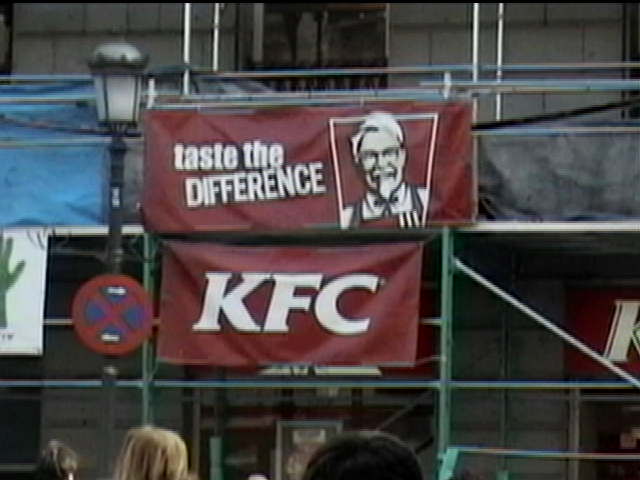 taste the
DIFFERENCE
KFC
K